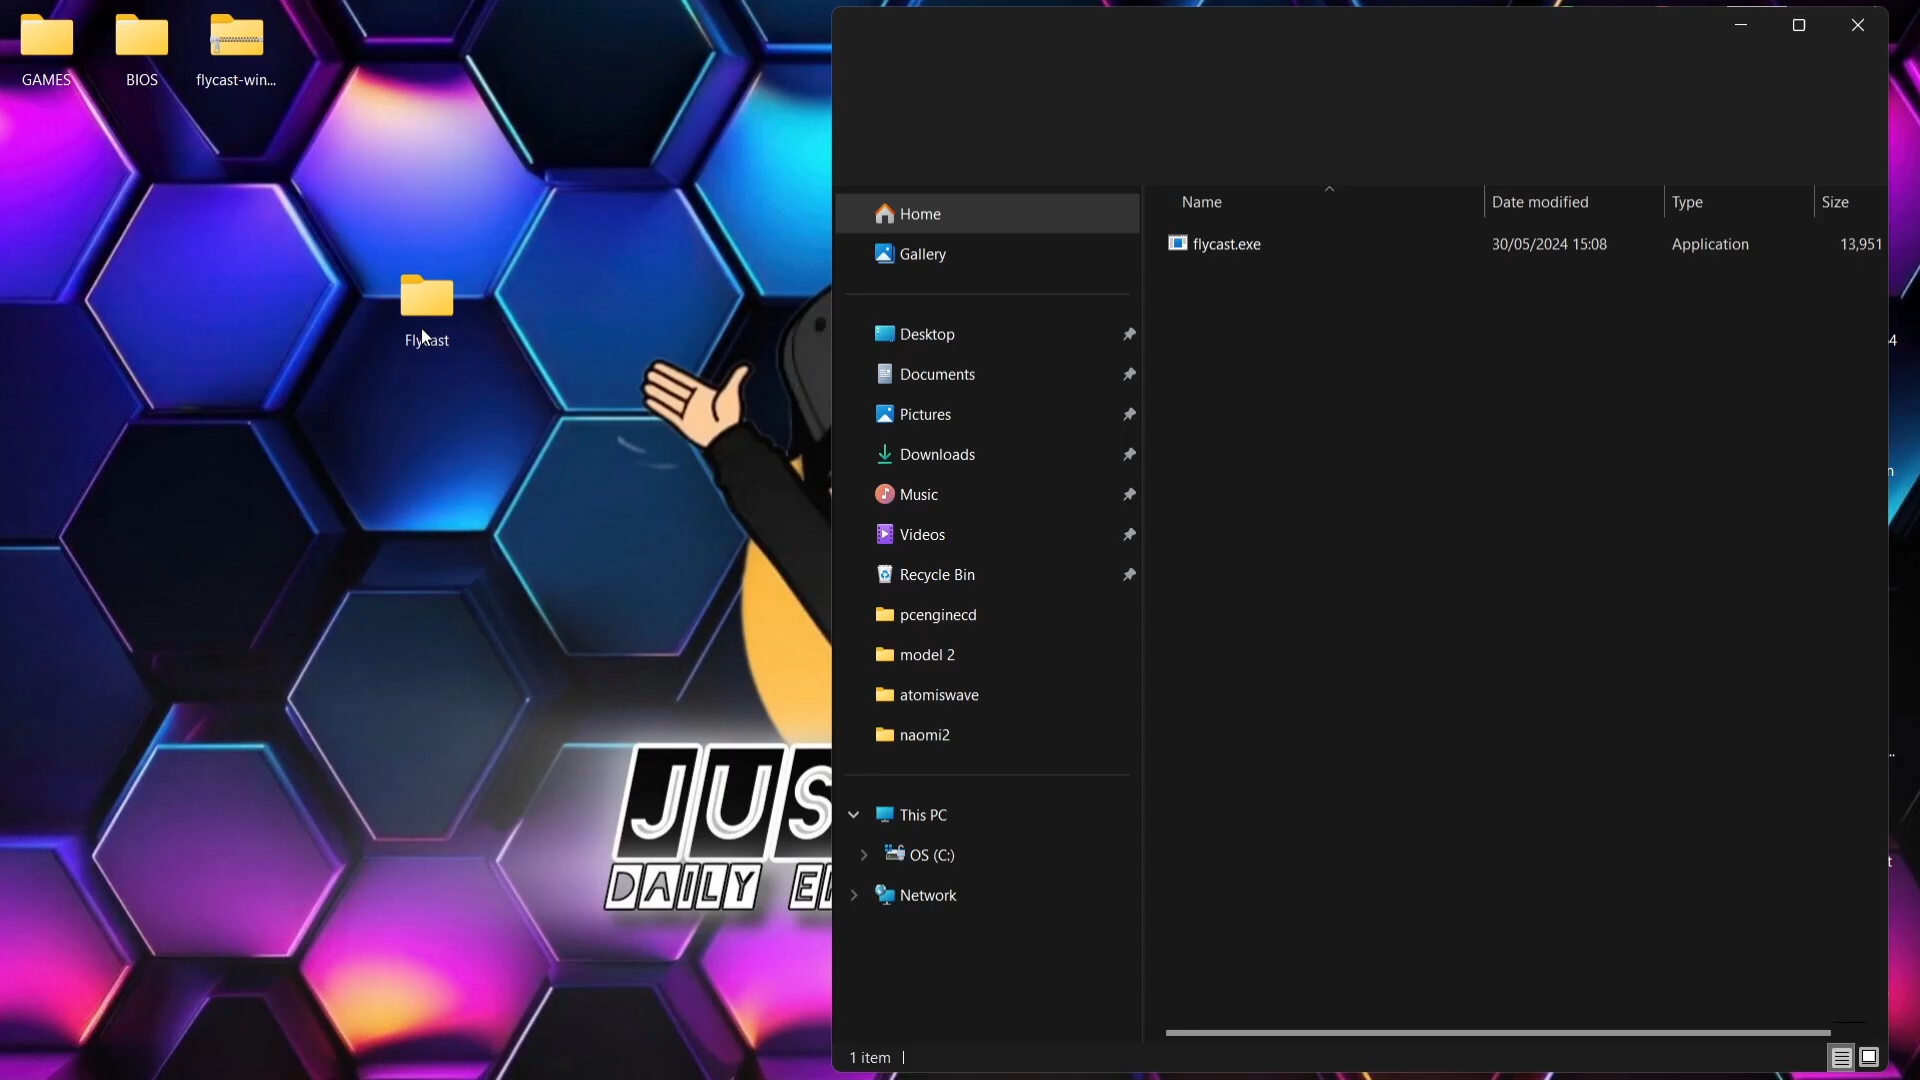 GAMES
BIOS
flycast-win...
Flycast
Home
Gallery
Desktop
Documents
Pictures
Downloads
Music
Videos
Recycle Bin
pcenginecd
model 2
atomiswave
naomi2
This PC
OS (C:)
Network
Name
Date modified
Type
Size
flycast.exe
30/05/2024 15:08
Application
13,951
1 item
JUS
DAILY
4
n
..
t